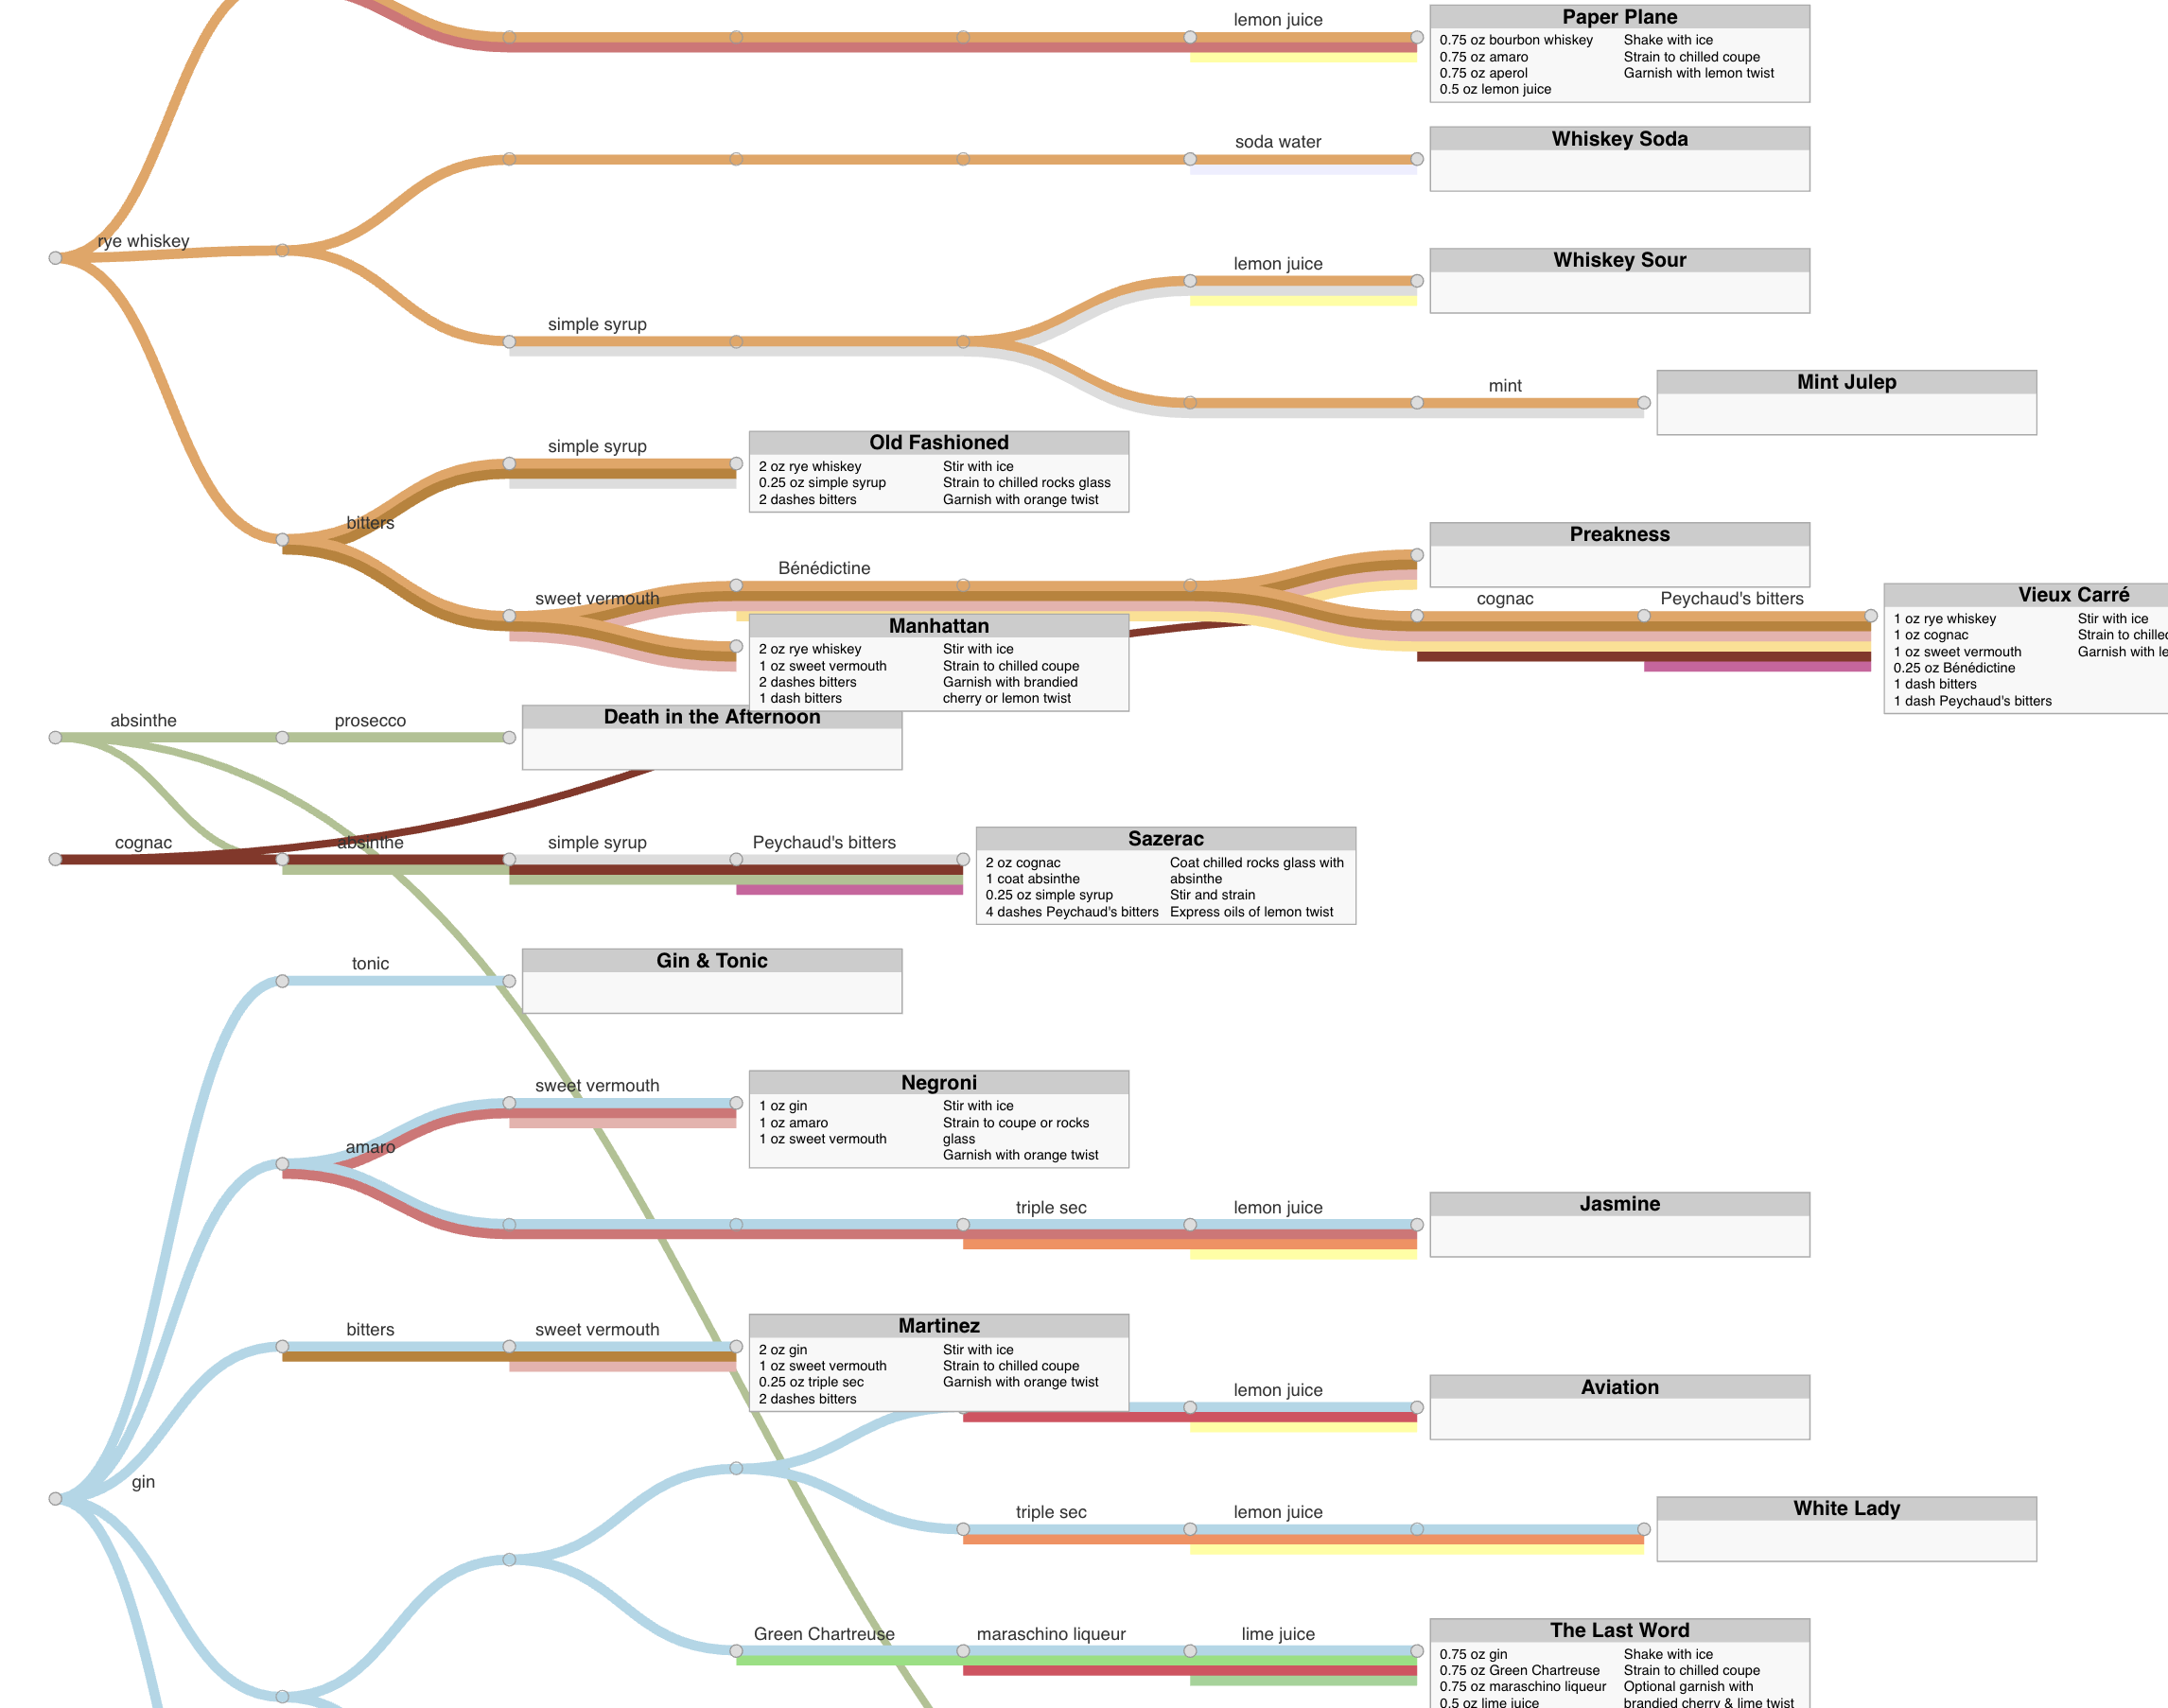 lemon juice
Paper Plane
0.75 oz bourbon whiskey
0.75 oz amaro
0.75 oz aperol
0.5 oz lemon juice
Shake with ice
Strain to chilled coupe
Garnish with lemon twist
soda water
Whiskey Soda
rye whiskey
lemon juice
Whiskey Sour
simple syrup
mint
Mint Julep
simple syrup
Old Fashioned
2 oz rye whiskey
0.25 oz simple syrup
2 dashes bitters
Stir with ice
Strain to chilled rocks glass
Garnish with orange twist
bitters
Preakness
Bénédictine
sweet vermouth
cognac
Peychaud's bitters
Vieux Carré
1 oz rye whiskey
1 oz cognac
1 oz sweet vermouth
0.25 oz Bénédictine
1 dash bitters
1 dash Peychaud's bitters
Stir with ice
Strain to chille
Garnish with le
Manhattan
2 oz rye whiskey
1 oz sweet vermouth
2 dashes bitters
1 dash bitters
Stir with ice
Strain to chilled coupe
Garnish with brandied
cherry or lemon twist
absinthe
prosecco
Death in the Afternoon
cognac
absinthe
simple syrup
Peychaud's bitters
Sazerac
2 oz cognac
1 coat absinthe
0.25 oz simple syrup
4 dashes Peychaud's bitters
Coat chilled rocks glass with
absinthe
Stir and strain
Express oils of lemon twist
tonic
Gin & Tonic
sweet vermouth
Negroni
1 oz gin
1 oz amaro
1 oz sweet vermouth
Stir with ice
Strain to coupe or rocks
glass
Garnish with orange twist
amaro
triple sec
lemon juice
Jasmine
bitters
sweet vermouth
Martinez
2 oz gin
1 oz sweet vermouth
0.25 oz triple sec
2 dashes bitters
Stir with ice
Strain to chilled coupe
Garnish with orange twist
lemon juice
Aviation
gin
triple sec
lemon juice
White Lady
Green Chartreuse
maraschino liqueur
lime juice
The Last Word
0.75 oz gin
0.75 oz Green Chartreuse
0.75 oz maraschino liqueur
0.5 oz lime juice
Shake with ice
Strain to chilled coupe
Optional garnish with
brandied cherry & lime twist